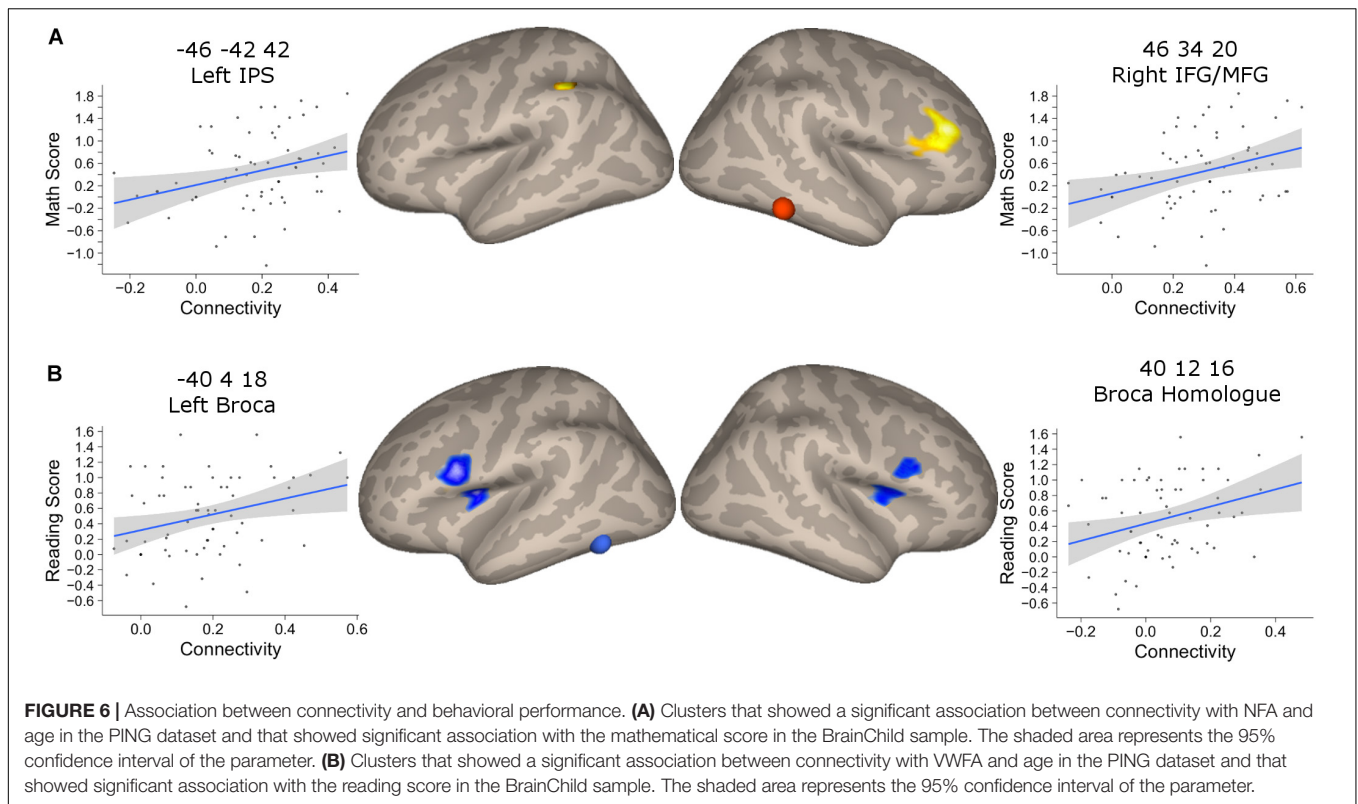 A
-46 -42 42
Left IPS
1.8
1.4
1.0
0.6
0.2
−0.2
−0.6
−1.0
Math Score
−0.2 0.0 0.2 0.4
Connectivity
46 34 20
Right IFG/MFG
1.8
1.4
1.0
0.6
0.2
−0.2
−0.6
−1.0
Math Score
0.0 0.2 0.4 0.6
Connectivity
B
-40 4 18
Left Broca
1.6
1.4
1.2
1.0
0.8
0.6
0.4
0.2
0.0
−0.2
−0.4
−0.6
Reading Score
0.0 0.2 0.4 0.6
Connectivity
40 12 16
Broca Homologue
1.6
1.4
1.2
1.0
0.8
0.6
0.4
0.2
0.0
−0.2
−0.4
−0.6
Reading Score
−0.2 0.0 0.2 0.4
Connectivity
FIGURE 6 | Association between connectivity and behavioral performance. (A) Clusters that showed a significant association between connectivity with NFA and
age in the PING dataset and that showed significant association with the mathematical score in the BrainChild sample. The shaded area represents the 95%
confidence interval of the parameter. (B) Clusters that showed a significant association between connectivity with VWFA and age in the PING dataset and that
showed significant association with the reading score in the BrainChild sample. The shaded area represents the 95% confidence interval of the parameter.